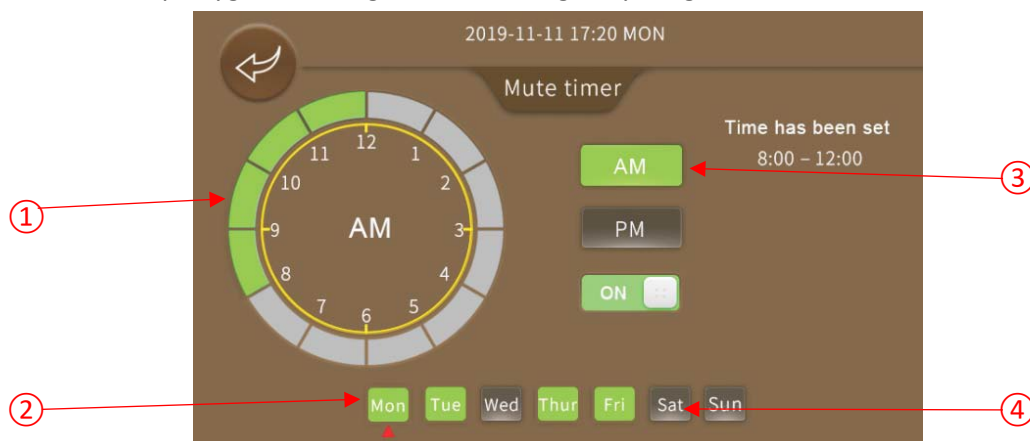 2019-11-11 17:20 MON
Mute timer
Time has been set
8:00 – 12:00
12
1
2
3
4
5
6
7
8
9
10
11
AM
AM
PM
ON
①
②
③
④
Mon Tue Wed Thur Fri Sat Sun